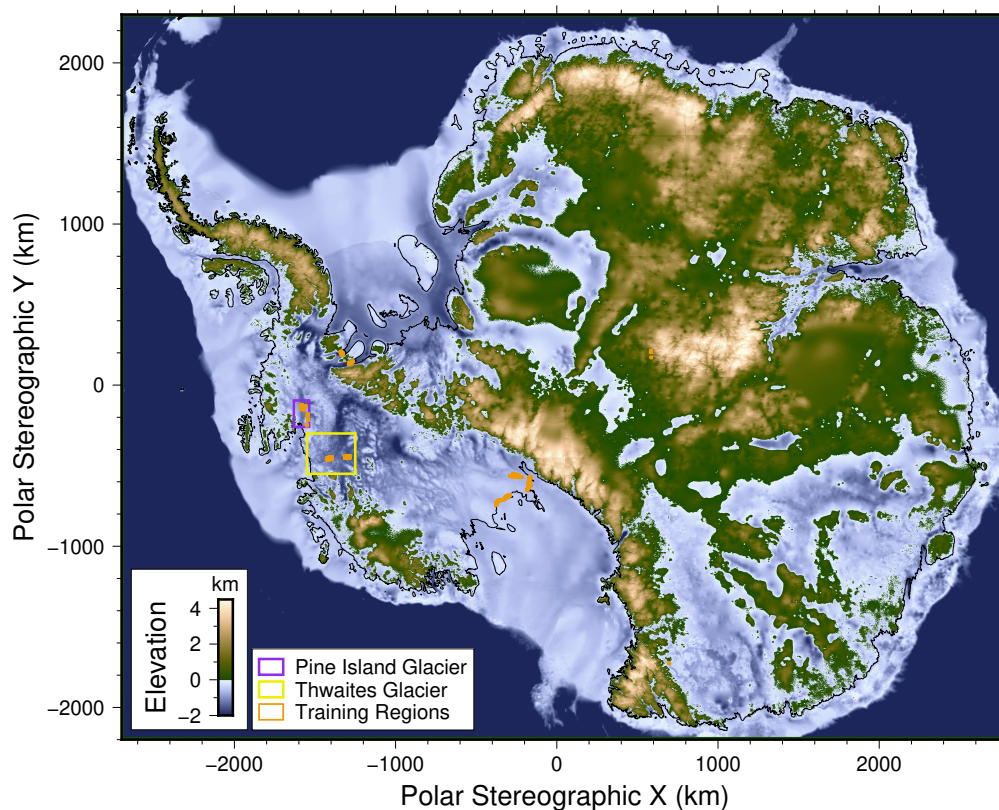 2000
1000
0
−1000
−2000
Polar Stereographic Y (km)
km
4
2
0
−2
Elevation
Pine Island Glacier
Thwaites Glacier
Training Regions
−2000
−1000
0
1000
2000
Polar Stereographic X (km)